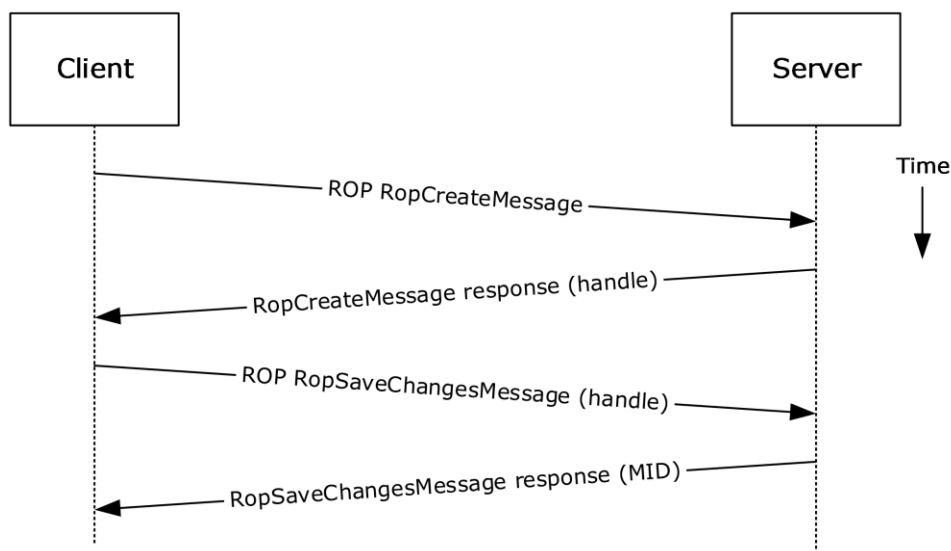 Client
Server
Time
ROP RopCreateMessage
RopCreateMessage response (handle)
ROP RopSaveChangesMessage (handle)
RopSaveChangesMessage response (MID)